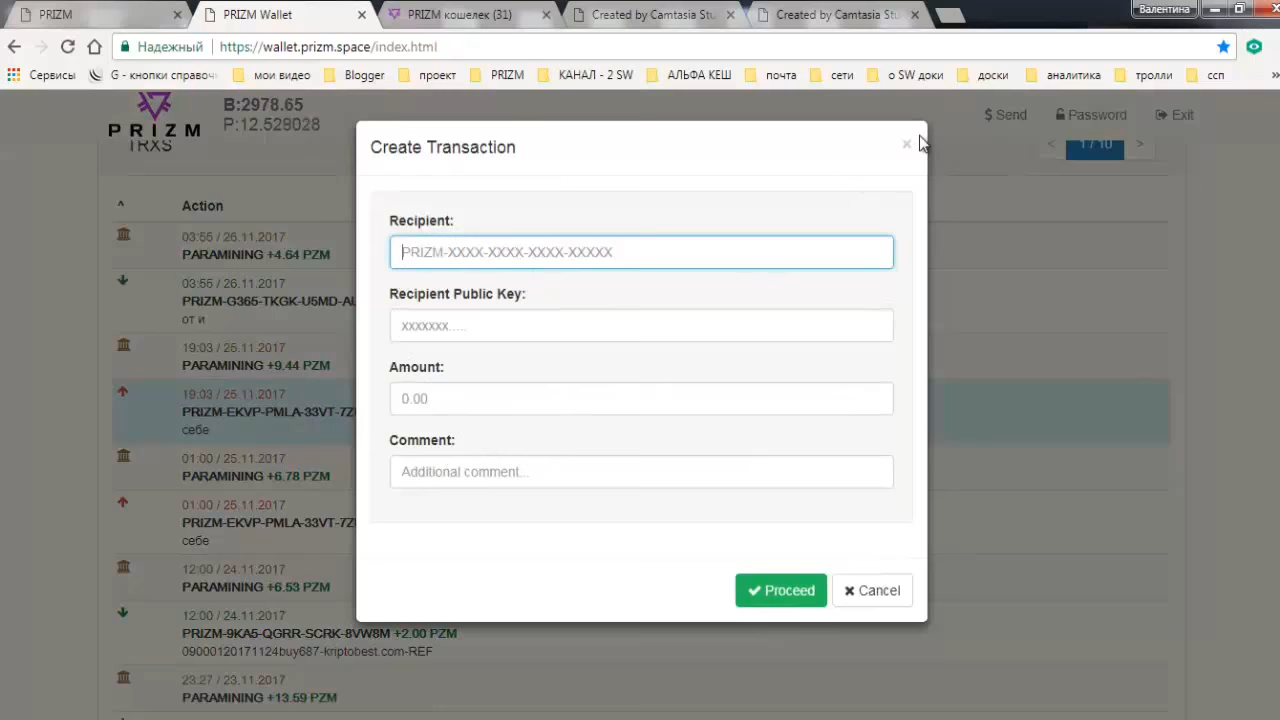 PRIZM
PRIZM Wallet
PRIZM кошелек (31)
Created by Camtasia Stu
Created by Camtasia Stu
Валентина
Надежный
https://wallet.prizm.space/index.html
Сервисы
G - кнопки справоч
мои видео
Blogger
проект
PRIZM
КАНАЛ - 2 SW
АЛЬФА КЕШ
почта
сети
о SW доки
доски
аналитика
тролли
ссп
PRIZM
TRXS
B:2978.65
P:12.529028
$ Send
Password
Exit
< 1 / 10 >
Create Transaction
×
Recipient:
PRIZM-XXXX-XXXX-XXXX-XXXXX
Recipient Public Key:
xxxxxxx.....
Amount:
0.00
Comment:
Additional comment...
Proceed
Cancel
^ Action
03:55 / 26.11.2017
PARAMINING +4.64 PZM
03:55 / 26.11.2017
PRIZM-G365-TKGK-U5MD-
от и
19:03 / 25.11.2017
PARAMINING +9.44 PZM
19:03 / 25.11.2017
PRIZM-EKVP-PMLA-33VT-7Z
себе
01:00 / 25.11.2017
PARAMINING +6.78 PZM
01:00 / 25.11.2017
PRIZM-EKVP-PMLA-33VT-7Z
себе
12:00 / 24.11.2017
PARAMINING +6.53 PZM
12:00 / 24.11.2017
PRIZM-9KA5-QGRR-SCRK-8VW8M +2.00 PZM
09000120171124buy687-kriptobest.com-REF
23:27 / 23.11.2017
PARAMINING +13.59 PZM